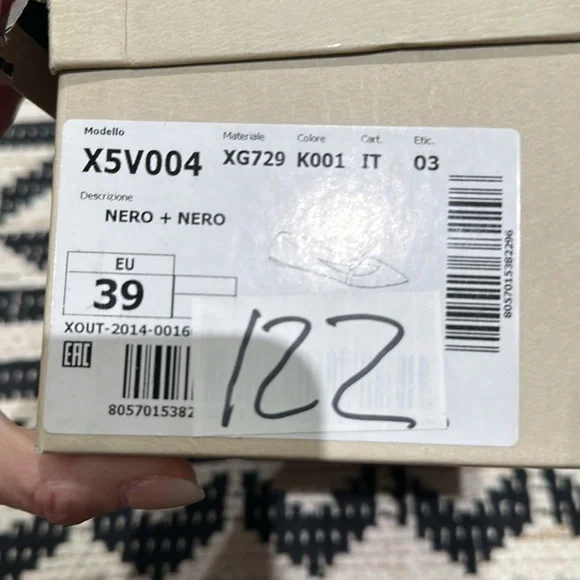 Modello Materiale Colore Cart. Etic.
X5V004 XG729 K001 IT 03
Descrizione
NERO + NERO
EU
39
XOUT-2014-0016
EAC
122
8057015382
8057015382296